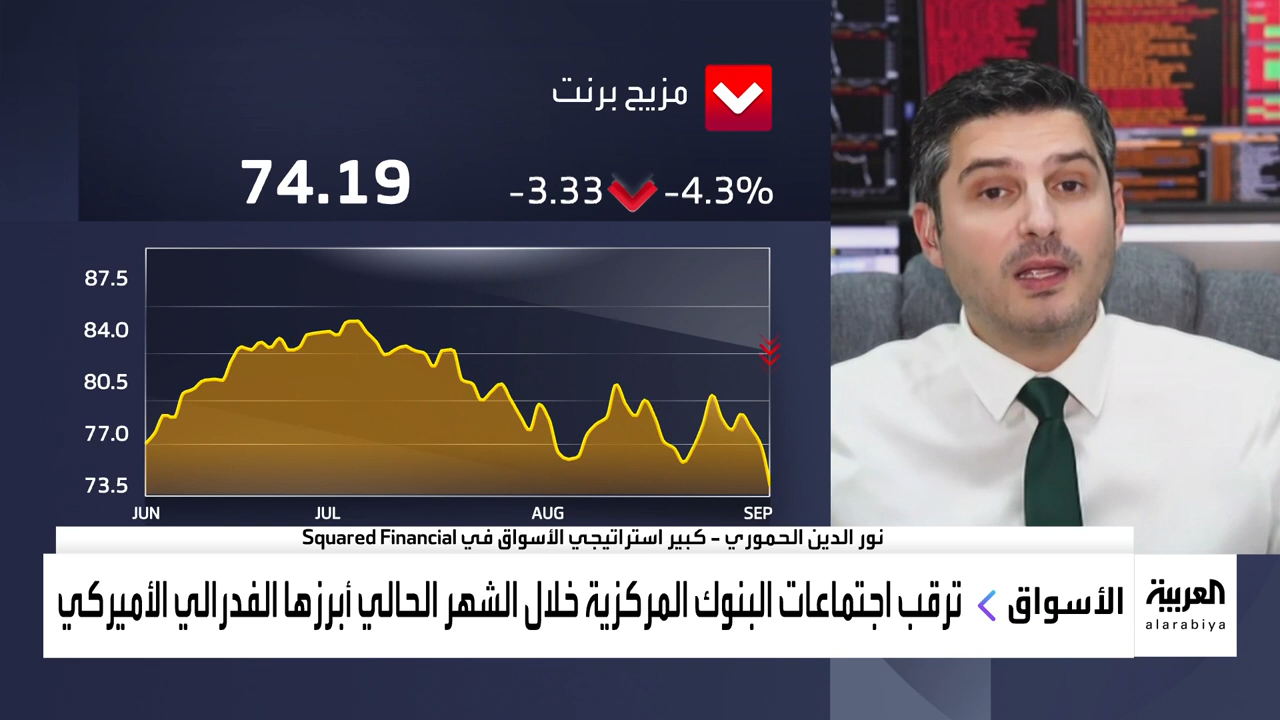 مزيج برنت
74.19
-3.33
-4.3%
87.5
84.0
80.5
77.0
73.5
JUN
JUL
AUG
SEP
نور الدين الحموري - كبير استراتيجي الأسواق في Squared Financial
الأسواق
ترقب اجتماعات البنوك المركزية خلال الشهر الحالي أبرزها الفدرالي الأميركي
العربية
alarabiya